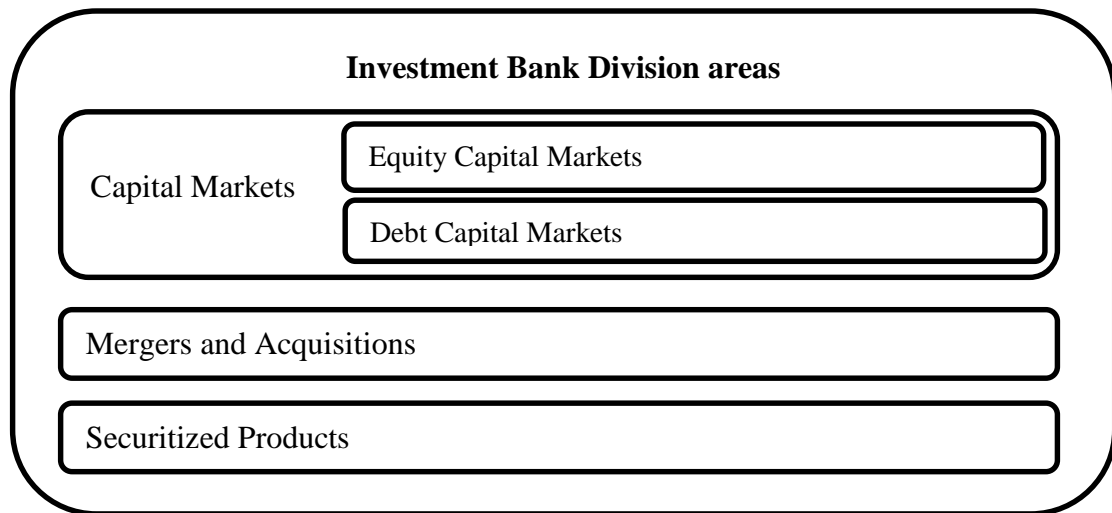 Investment Bank Division areas
Capital Markets
Equity Capital Markets
Debt Capital Markets
Mergers and Acquisitions
Securitized Products